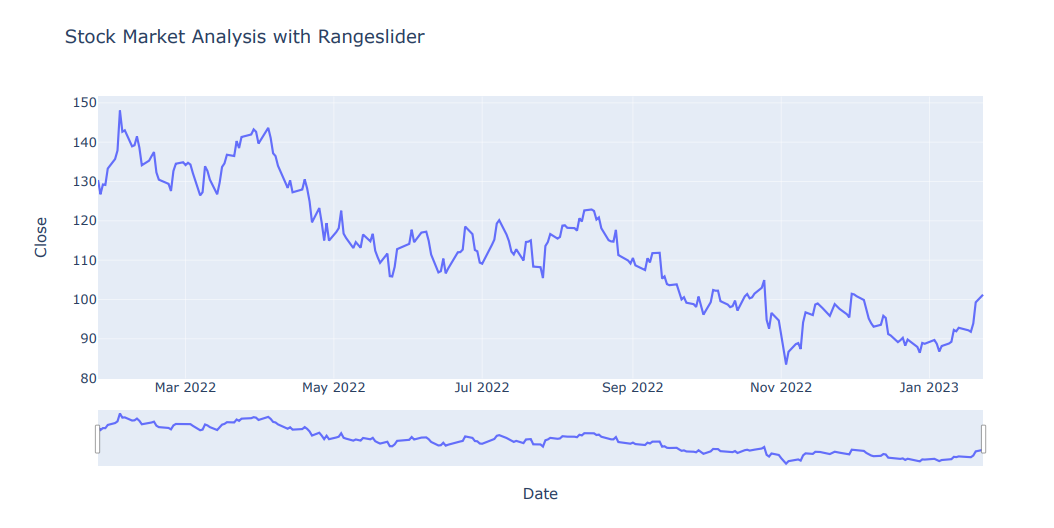 Stock Market Analysis with Rangeslider
150
140
130
120
110
100
90
80
Close
Mar 2022
May 2022
Jul 2022
Sep 2022
Nov 2022
Jan 2023
Date